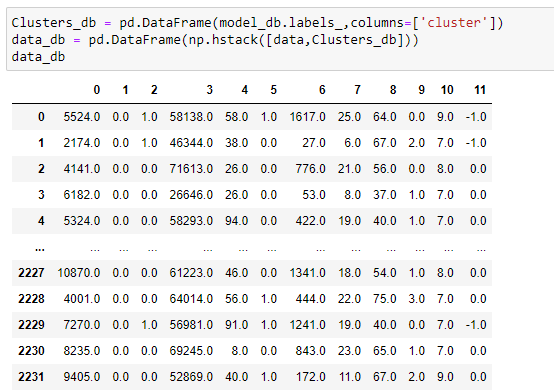 Clusters_db = pd.DataFrame(model_db.labels_,columns=['cluster'])
data_db = pd.DataFrame(np.hstack([data,Clusters_db]))
data_db
0 1 2 3 4 5 6 7 8 9 10 11
0 5524.0 0.0 1.0 58138.0 58.0 1.0 1617.0 25.0 64.0 0.0 9.0 -1.0
1 2174.0 0.0 1.0 46344.0 38.0 0.0 27.0 6.0 67.0 2.0 7.0 -1.0
2 4141.0 0.0 0.0 71613.0 26.0 0.0 776.0 21.0 56.0 0.0 8.0 0.0
3 6182.0 0.0 0.0 26646.0 26.0 0.0 53.0 8.0 37.0 1.0 7.0 0.0
4 5324.0 0.0 0.0 58293.0 94.0 0.0 422.0 19.0 40.0 1.0 7.0 0.0
... ... ... ... ... ... ... ... ... ... ... ... ...
2227 10870.0 0.0 0.0 61223.0 46.0 0.0 1341.0 18.0 54.0 1.0 8.0 0.0
2228 4001.0 0.0 0.0 64014.0 56.0 1.0 444.0 22.0 75.0 3.0 7.0 0.0
2229 7270.0 0.0 1.0 56981.0 91.0 1.0 1241.0 19.0 40.0 0.0 7.0 -1.0
2230 8235.0 0.0 0.0 69245.0 8.0 0.0 843.0 23.0 65.0 1.0 7.0 0.0
2231 9405.0 0.0 0.0 52869.0 40.0 1.0 172.0 11.0 67.0 2.0 9.0 0.0